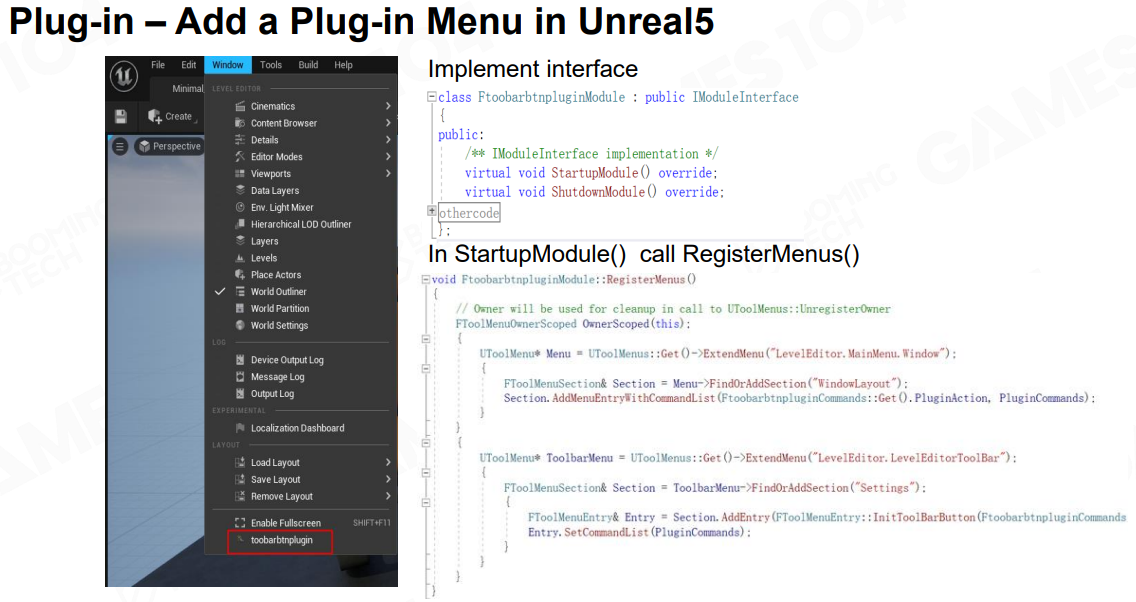 Plug-in – Add a Plug-in Menu in Unreal5
File Edit Window Tools Build Help
Minimal
LEVEL EDITOR
Create
Perspective
Cinematics
Content Browser
Details
Editor Modes
Viewports
Data Layers
Env. Light Mixer
Hierarchical LOD Outliner
Layers
Levels
Place Actors
World Outliner
World Partition
World Settings
LOG
Device Output Log
Message Log
Output Log
EXPERIMENTAL
Localization Dashboard
LAYOUT
Load Layout
Save Layout
Remove Layout
Enable Fullscreen SHIFT+F11
toobarbtnplugin
Implement interface
class FtoobarbtnpluginModule : public IModuleInterface
{
public:
/** IModuleInterface implementation */
virtual void StartupModule() override;
virtual void ShutdownModule() override;
othercode
};
In StartupModule() call RegisterMenus()
void FtoobarbtnpluginModule::RegisterMenus()
{
// Owner will be used for cleanup in call to UToolMenus::UnregisterOwner
FToolMenuOwnerScoped OwnerScoped(this);
{
UToolMenu* Menu = UToolMenus::Get()->ExtendMenu("LevelEditor.MainMenu.Window");
{
FToolMenuSection& Section = Menu->FindOrAddSection("WindowLayout");
Section.AddMenuEntryWithCommandList(FtoobarbtnpluginCommands::Get().PluginAction, PluginCommands);
}
}
{
UToolMenu* ToolbarMenu = UToolMenus::Get()->ExtendMenu("LevelEditor.LevelEditorToolBar");
{
FToolMenuSection& Section = ToolbarMenu->FindOrAddSection("Settings");
{
FToolMenuEntry& Entry = Section.AddEntry(FToolMenuEntry::InitToolBarButton(FtoobarbtnpluginCommands
Entry.SetCommandList(PluginCommands);
}
}
}
}
GAMES 104